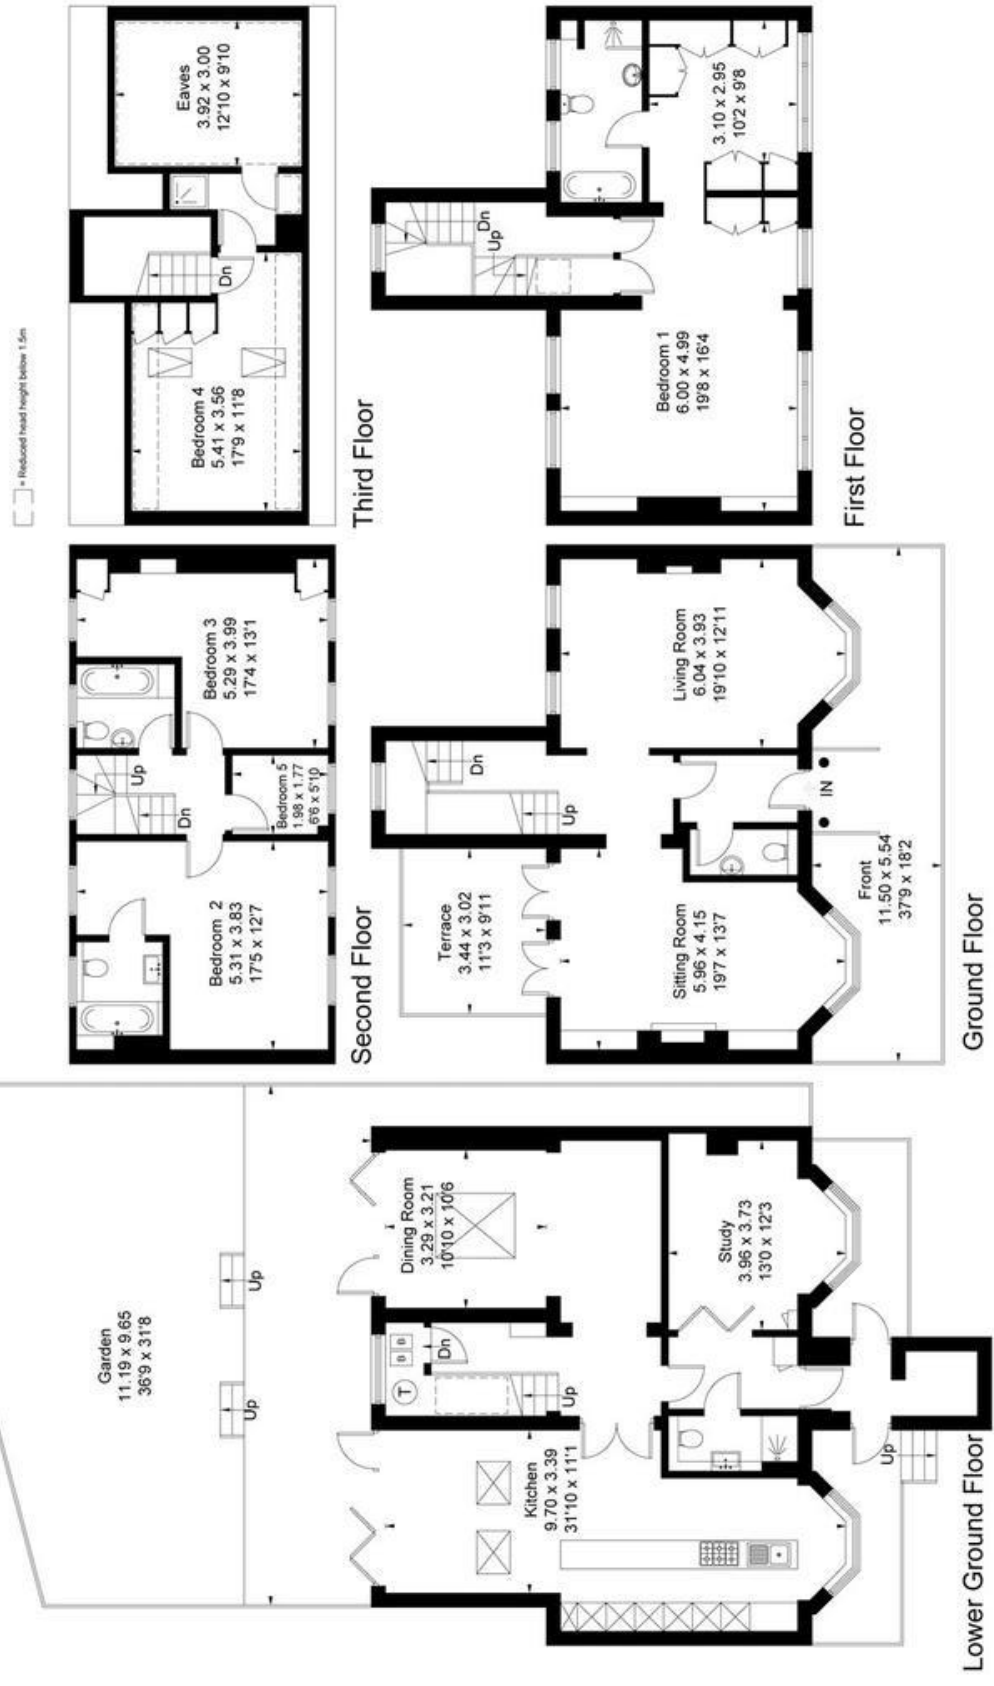 = Reduced head height below 1.5m
Garden
11.19 x 9.65
36'9 x 31'8
Up
Up
Dining Room
3.29 x 3.21
10'10 x 10'6
B
B
T
Dn
Up
Kitchen
9.70 x 3.39
31'10 x 11'1
Study
3.96 x 3.73
13'0 x 12'3
Up
Lower Ground Floor
Bedroom 2
5.31 x 3.83
17'5 x 12'7
Up
Dn
Bedroom 3
5.29 x 3.99
17'4 x 13'1
Bedroom 5
1.98 x 1.77
6'6 x 5'10
Second Floor
Terrace
3.44 x 3.02
11'3 x 9'11
Dn
Up
Sitting Room
5.96 x 4.15
19'7 x 13'7
Living Room
6.04 x 3.93
19'10 x 12'11
IN
Front
11.50 x 5.54
37'9 x 18'2
Ground Floor
Eaves
3.92 x 3.00
12'10 x 9'10
Dn
Bedroom 4
5.41 x 3.56
17'9 x 11'8
Third Floor
Dn
Up
3.10 x 2.95
10'2 x 9'8
Bedroom 1
6.00 x 4.99
19'8 x 16'4
First Floor